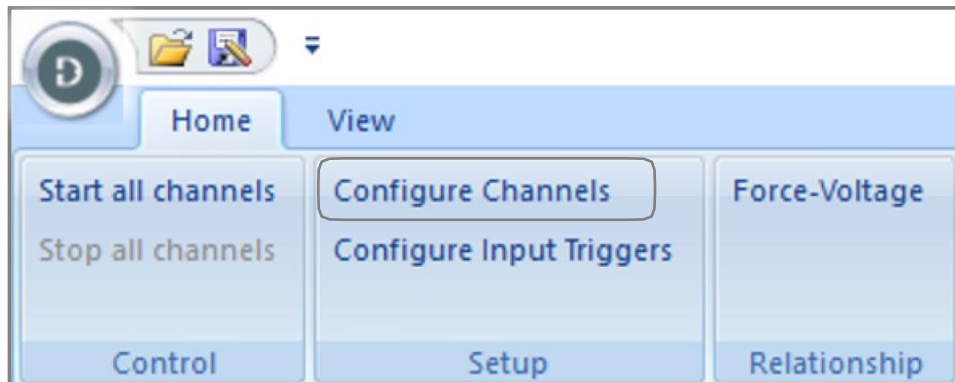 D
Home View
Start all channels Configure Channels Force-Voltage
Stop all channels Configure Input Triggers
Control Setup Relationship